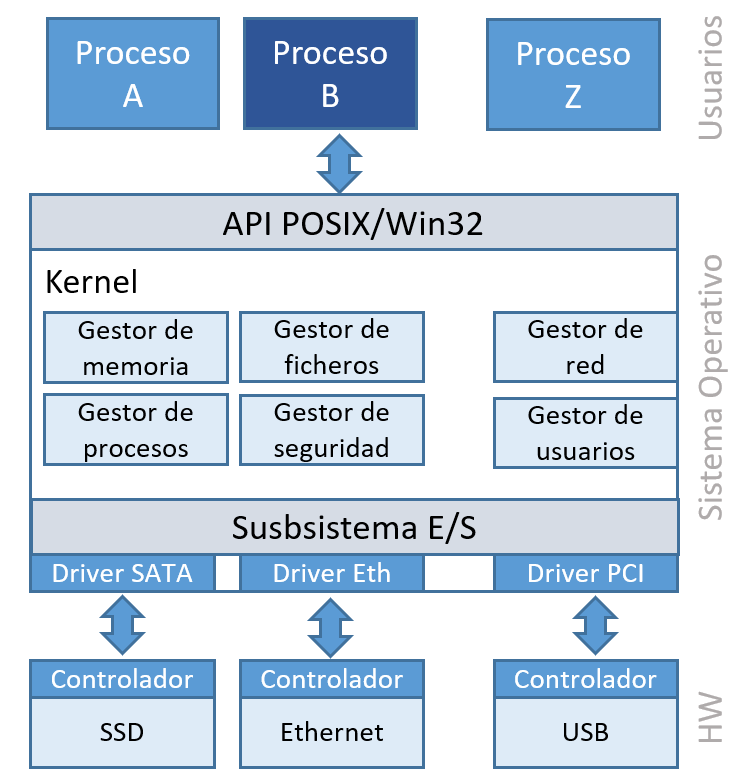 Proceso
A
Proceso
B
Proceso
Z
Usuarios
API POSIX/Win32
Kernel
Gestor de
memoria
Gestor de
ficheros
Gestor de
red
Gestor de
procesos
Gestor de
seguridad
Gestor de
usuarios
Sistema Operativo
Susbsistema E/S
Driver SATA
Driver Eth
Driver PCI
Controlador
SSD
Controlador
Ethernet
Controlador
USB
HW